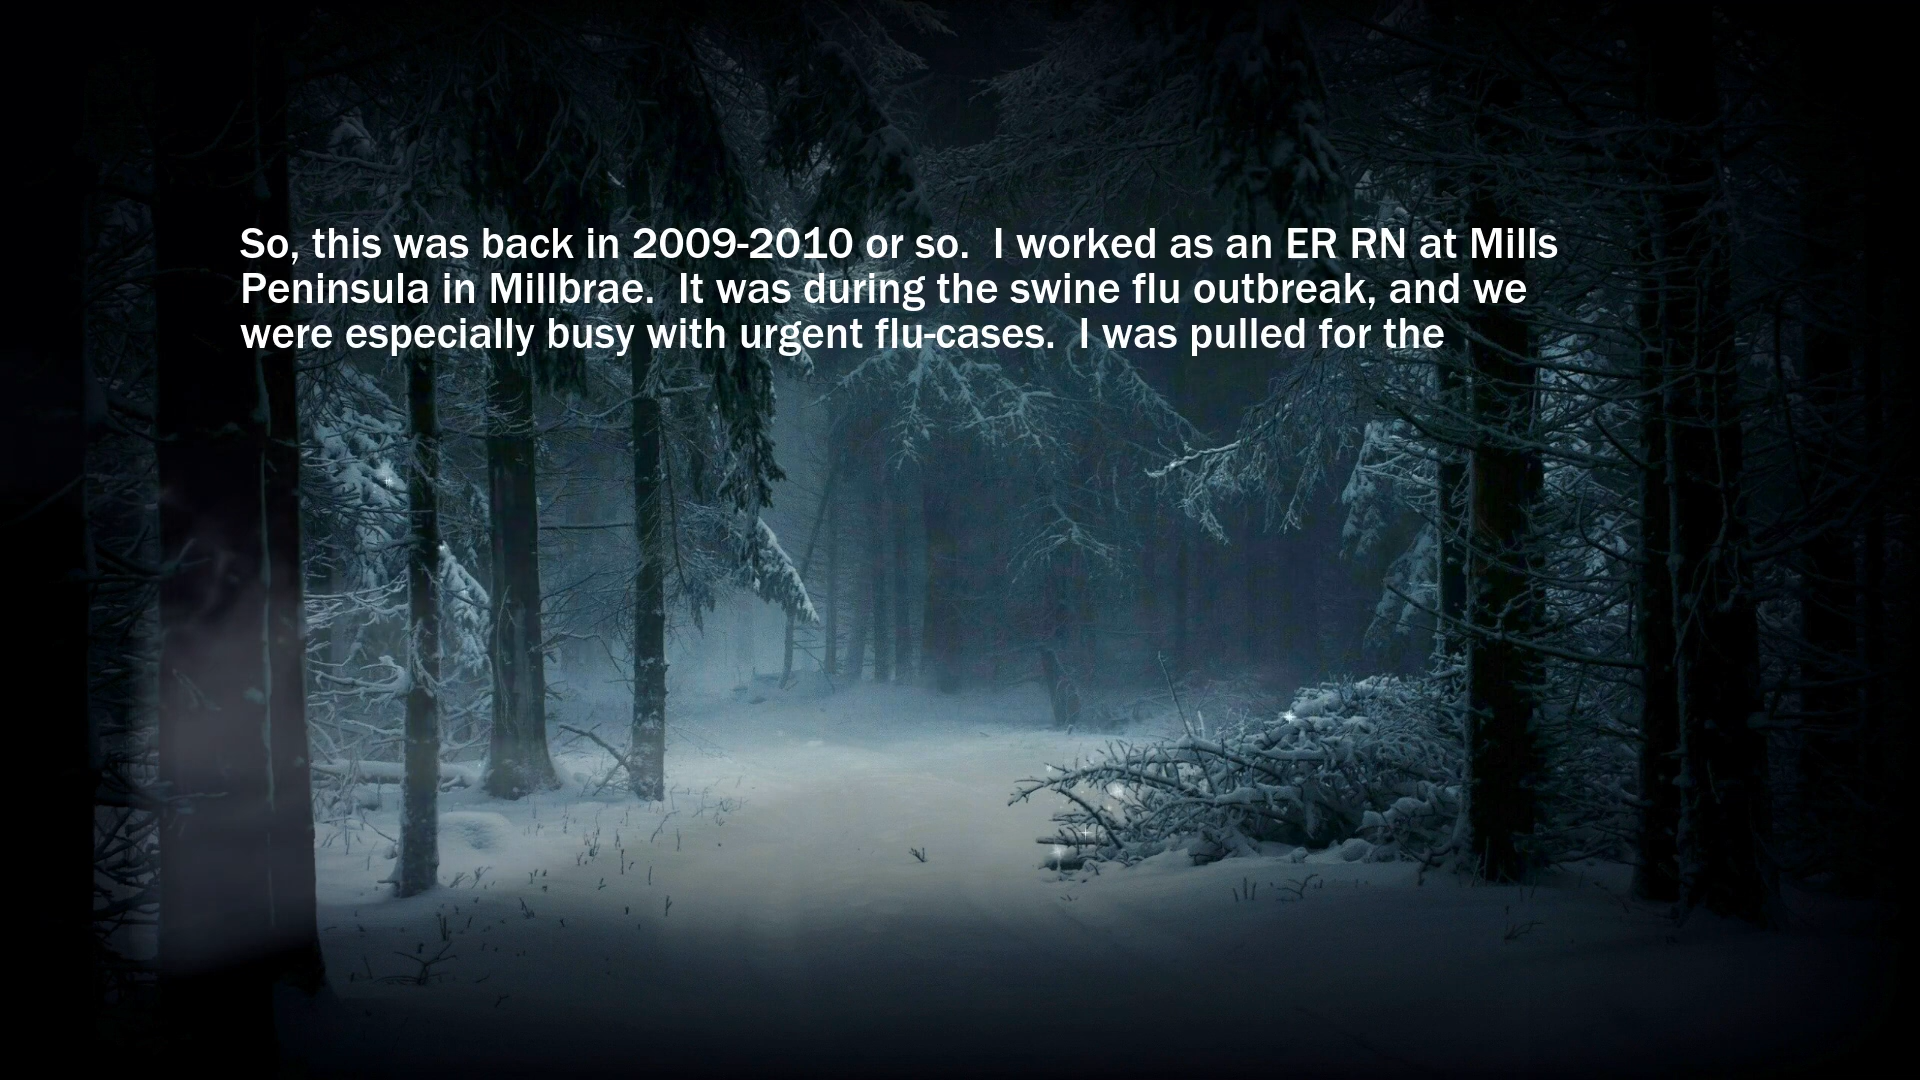 So, this was back in 2009-2010 or so.  I worked as an ER RN at Mills
Peninsula in Millbrae.  It was during the swine flu outbreak, and we
were especially busy with urgent flu-cases.  I was pulled for the